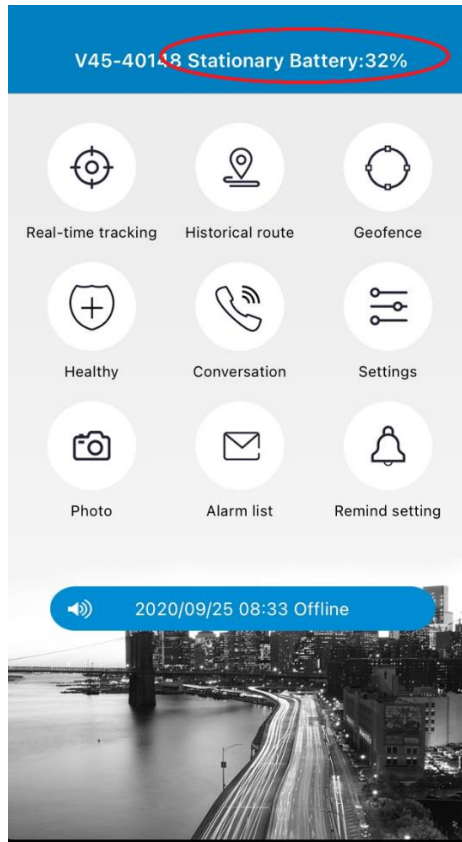 V45-40148 Stationary Battery:32%
Real-time tracking Historical route Geofence
Healthy Conversation Settings
Photo Alarm list Remind setting
2020/09/25 08:33 Offline